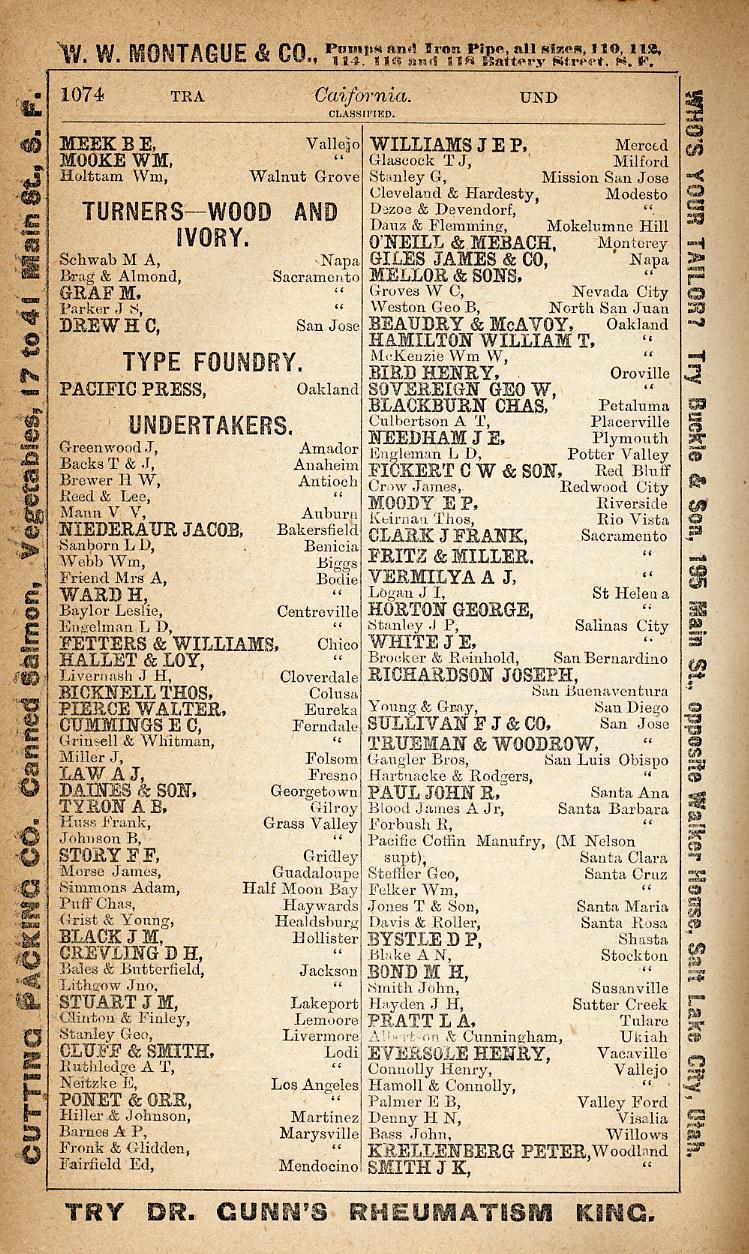 W. W. MONTAGUE & CO., Pumps and Iron Pipe, all sizes, 110, 112,
114, 116 and 118 Battery Street, S. F.
CUTTING PACKING CO. Canned Salmon, Vegetables, 17 to 41 Main St., S. F.
1074 TRA Caifornia. UND
CLASSIFIED.
MEEK B E, Vallejo
MOOKE WM, “
Holttam Wm, Walnut Grove
TURNERS—WOOD AND
IVORY.
Schwab M A, Napa
Brag & Almond, Sacramento
GRAF M. “
Parker J S, “
DREW H C, San Jose
TYPE FOUNDRY.
PACIFIC PRESS, Oakland
UNDERTAKERS.
Greenwood J, Amador
Backs T & J, Anaheim
Brewer H W, Antioch
Reed & Lee, “
Mann V V, Auburn
NIEDERAUR JACOB, Bakersfield
Sanborn L D, Benicia
Webb Wm, Biggs
Friend Mrs A, Bodie
WARD H, “
Baylor Leslie, Centreville
Engelman L D, “
FETTERS & WILLIAMS, Chico
HALLET & LOY, “
Livernash J H, Cloverdale
BICKNELL THOS, Colusa
PIERCE WALTER, Eureka
CUMMINGS E C, Ferndale
Grinsell & Whitman, “
Miller J, Folsom
LAW A J, Fresno
DAINES & SON, Georgetown
TYRON A B, Gilroy
Huss Frank, Grass Valley
Johnson B, “
STORY F F, Gridley
Morse James, Guadaloupe
Simmons Adam, Half Moon Bay
Puff Chas, Haywards
Grist & Young, Healdsburg
BLACK J M, Hollister
CREVLING D H, “
Bales & Butterfield, Jackson
Lithgow Jno, “
STUART J M, Lakeport
Clinton & Finley, Lemoore
Stanley Geo, Livermore
CLUFF & SMITH, Lodi
Ruthledge A T, “
Neitzke E, Los Angeles
PONET & ORR, “
Hiller & Johnson, Martinez
Barnes A P, Marysville
Fronk & Glidden, “
Fairfield Ed, Mendocino
WILLIAMS J E P, Merced
Glascock T J, Milford
Stanley G, Mission San Jose
Cleveland & Hardesty, Modesto
Dezoe & Devendorf, “
Danz & Flemming, Mokelumne Hill
O'NEILL & MEBACH, Monterey
GILES JAMES & CO, Napa
MELLOR & SONS, “
Groves W C, Nevada City
Weston Geo B, North San Juan
BEAUDRY & McAVOY, Oakland
HAMILTON WILLIAM T, “
McKenzie Wm W, “
BIRD HENRY, Oroville
SOVEREIGN GEO W, “
BLACKBURN CHAS, Petaluma
Culbertson A T, Placerville
NEEDHAM J E, Plymouth
Engleman L D, Potter Valley
FICKERT C W & SON, Red Bluff
Crow James, Redwood City
MOODY E P, Riverside
Keirnan Thos, Rio Vista
CLARK J FRANK, Sacramento
FRITZ & MILLER, “
VERMILYA A J, “
Logan J I, St Helena
HORTON GEORGE, “
Stanley J P, Salinas City
WHITE J E, “
Brocker & Reinhold, San Bernardino
RICHARDSON JOSEPH,
San Buenaventura
Young & Gray, San Diego
SULLIVAN F J & CO, San Jose
TRUEMAN & WOODROW, “
Gaugler Bros, San Luis Obispo
Hartnacke & Rodgers, “
PAUL JOHN R, Santa Ana
Blood James A Jr, Santa Barbara
Forbush R, “
Pacific Coffin Manufry, (M Nelson
supt), Santa Clara
Steffler Geo, Santa Cruz
Felker Wm, “
Jones T & Son, Santa Maria
Davis & Roller, Santa Rosa
BYSTLE D P, Shasta
Blake A N, Stockton
BOND M H, “
Smith John, Susanville
Hayden J H, Sutter Creek
PRATT L A, Tulare
& Cunningham, Ukiah
EVERSOLE HENRY, Vacaville
Connolly Henry, Vallejo
Hamoll & Connolly, “
Palmer E B, Valley Ford
Denny H N, Visalia
Bass John, Willows
KRELLENBERG PETER, Woodland
SMITH J K, “
WHO'S YOUR TAILOR? Try Buckle & Son, 195 Main St., opposite Walker House, Salt Lake City, Utah.
TRY DR. GUNN'S RHEUMATISM KING.